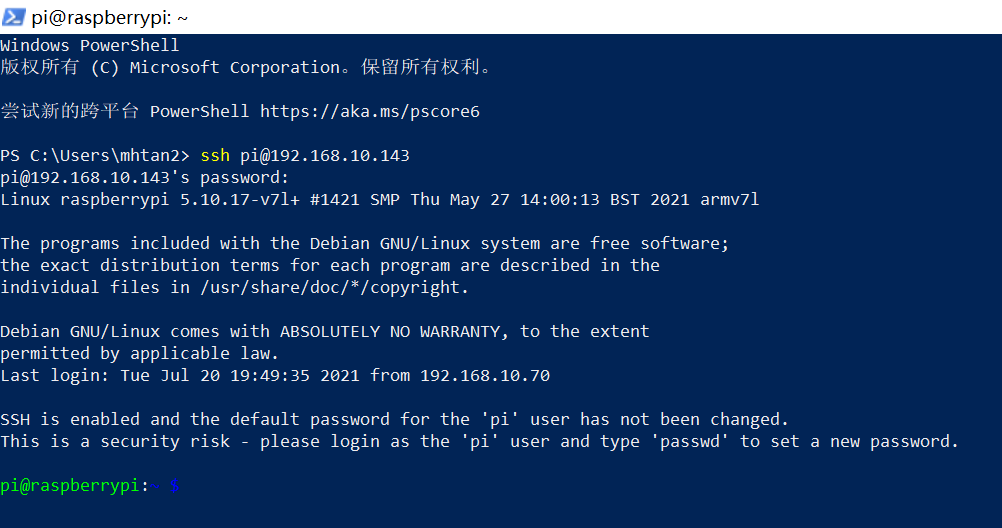 pi@raspberrypi: ~
Windows PowerShell
版权所有 (C) Microsoft Corporation。保留所有权利。
尝试新的跨平台 PowerShell https://aka.ms/pscore6
PS C:\Users\mhtan2> ssh pi@192.168.10.143
pi@192.168.10.143's password:
Linux raspberrypi 5.10.17-v7l+ #1421 SMP Thu May 27 14:00:13 BST 2021 armv7l
The programs included with the Debian GNU/Linux system are free software;
the exact distribution terms for each program are described in the
individual files in /usr/share/doc/*/copyright.
Debian GNU/Linux comes with ABSOLUTELY NO WARRANTY, to the extent
permitted by applicable law.
Last login: Tue Jul 20 19:49:35 2021 from 192.168.10.70
SSH is enabled and the default password for the 'pi' user has not been changed.
This is a security risk - please login as the 'pi' user and type 'passwd' to set a new password.
pi@raspberrypi:~ $